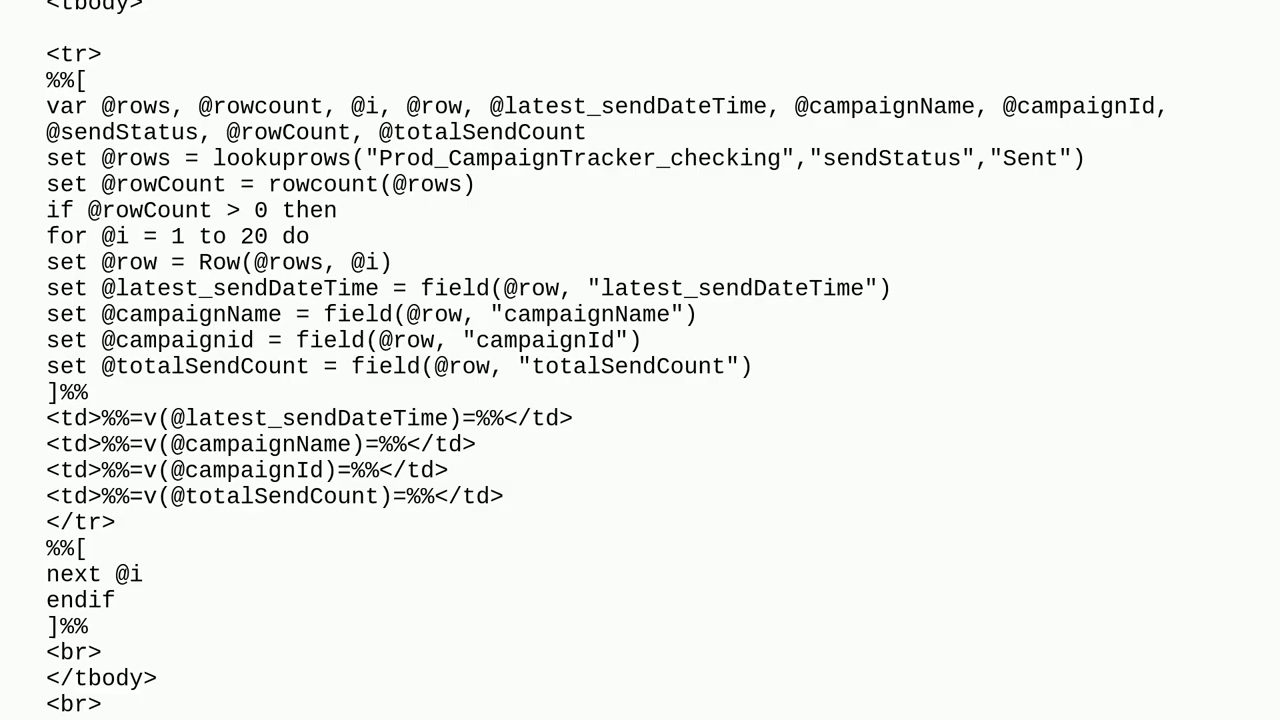 <tbody>
<tr>
%%[
var @rows, @rowcount, @i, @row, @latest_sendDateTime, @campaignName, @campaignId,
@sendStatus, @rowCount, @totalSendCount
set @rows = lookuprows("Prod_CampaignTracker_checking","sendStatus","Sent")
set @rowCount = rowcount(@rows)
if @rowCount > 0 then
for @i = 1 to 20 do
set @row = Row(@rows, @i)
set @latest_sendDateTime = field(@row, "latest_sendDateTime")
set @campaignName = field(@row, "campaignName")
set @campaignid = field(@row, "campaignId")
set @totalSendCount = field(@row, "totalSendCount")
]%%
<td>%%=v(@latest_sendDateTime)=%%</td>
<td>%%=v(@campaignName)=%%</td>
<td>%%=v(@campaignId)=%%</td>
<td>%%=v(@totalSendCount)=%%</td>
</tr>
%%[
next @i
endif
]%%
<br>
</tbody>
<br>